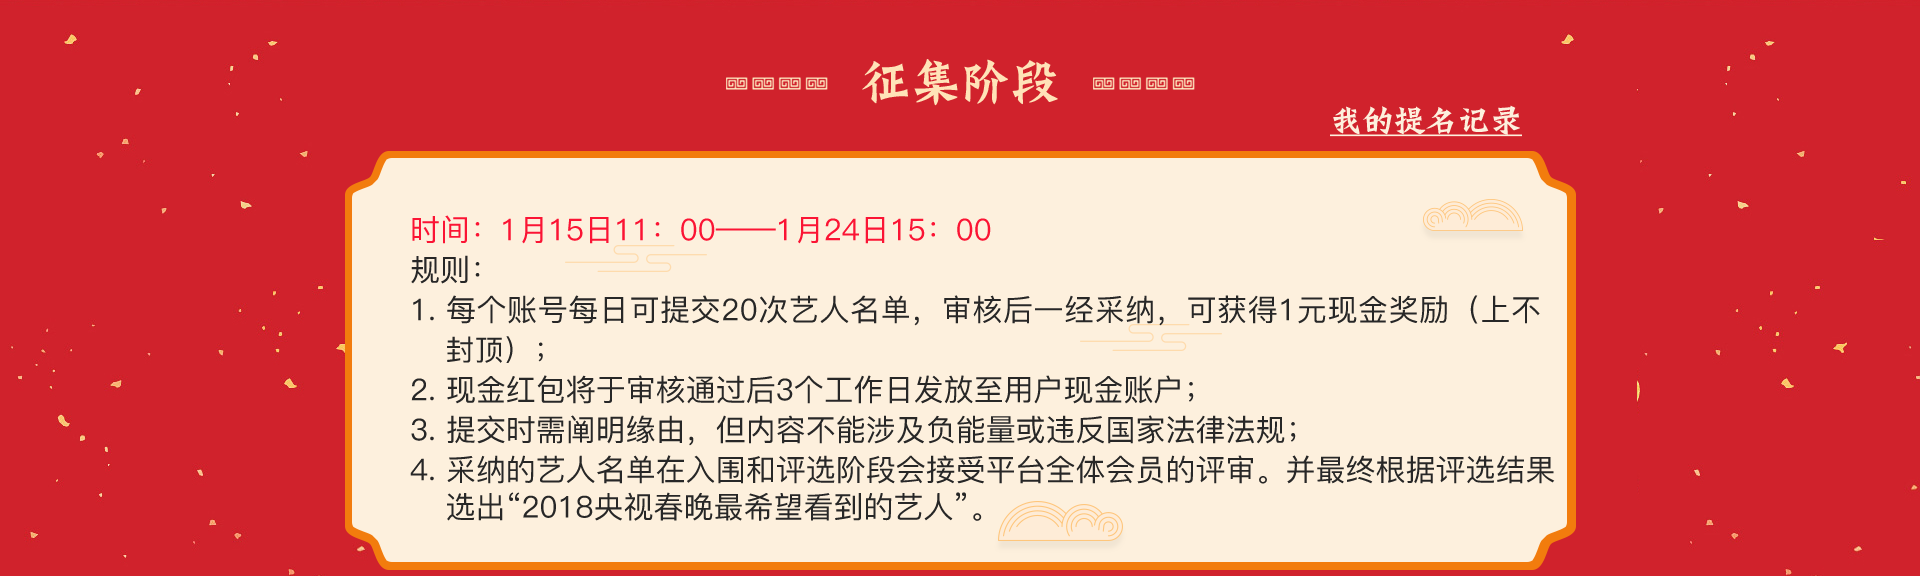 征集阶段
我的提名记录
时间：1月15日11：00——1月24日15：00
规则：
1. 每个账号每日可提交20次艺人名单，审核后一经采纳，可获得1元现金奖励（上不
封顶）；
2. 现金红包将于审核通过后3个工作日发放至用户现金账户；
3. 提交时需阐明缘由，但内容不能涉及负能量或违反国家法律法规；
4. 采纳的艺人名单在入围和评选阶段会接受平台全体会员的评审。并最终根据评选结果
选出“2018央视春晚最希望看到的艺人”。